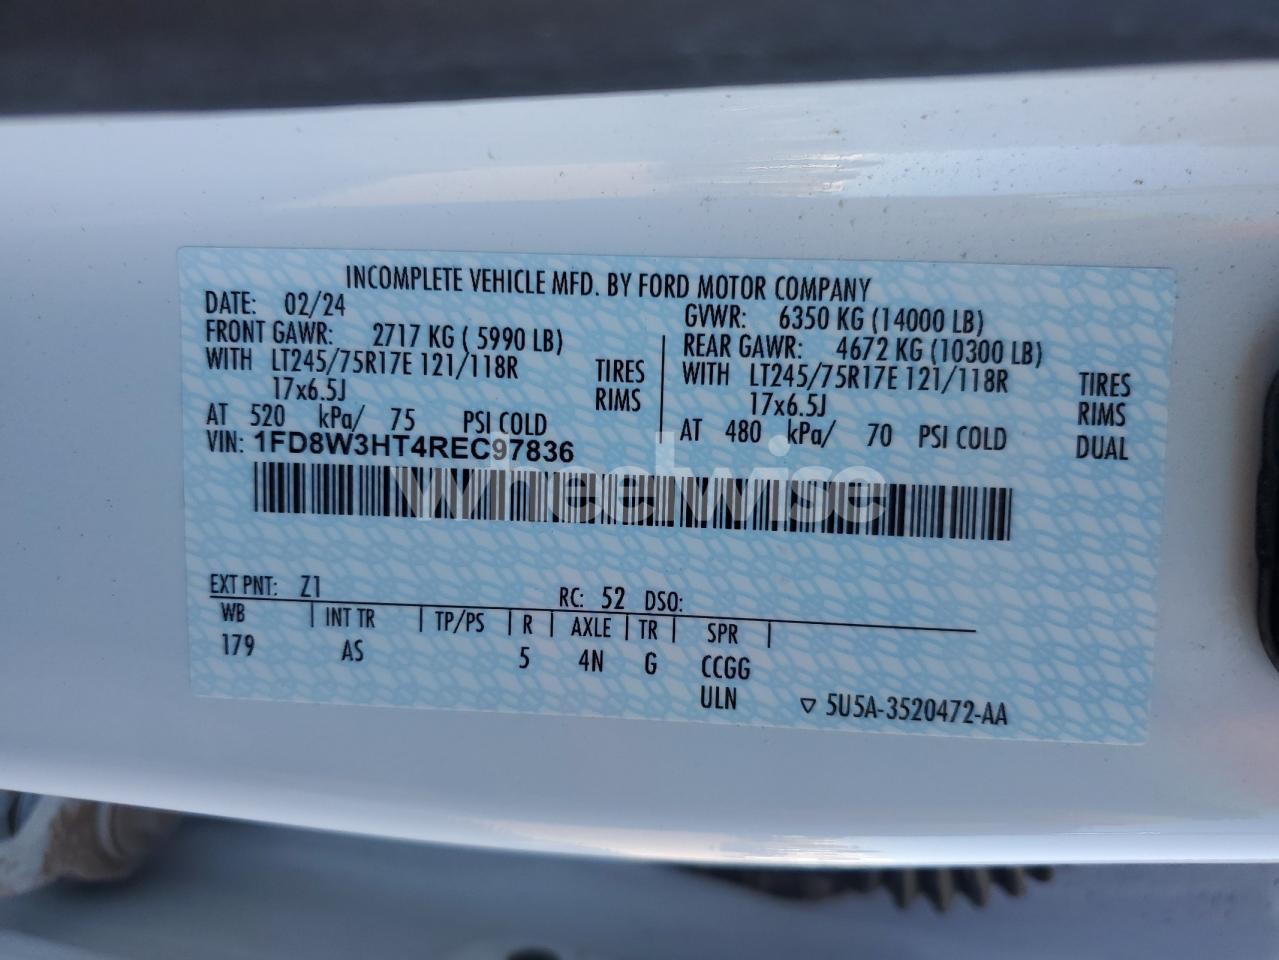 INCOMPLETE VEHICLE MFD. BY FORD MOTOR COMPANY
DATE: 02/24 GVWR: 6350 KG (14000 LB)
FRONT GAWR: 2717 KG ( 5990 LB) REAR GAWR: 4672 KG (10300 LB)
WITH LT245/75R17E 121/118R TIRES WITH LT245/75R17E 121/118R TIRES
17x6.5J RIMS 17x6.5J RIMS
AT 520 kPa/ 75 PSI COLD AT 480 kPa/ 70 PSI COLD DUAL
VIN: 1FD8W3HT4REC97836
wheelwise
EXT PNT: Z1 RC: 52 DSO:
WB | INT TR | TP/PS | R | AXLE | TR | SPR |
179 AS 5 4N G CCGG
ULN ▽ 5U5A-3520472-AA